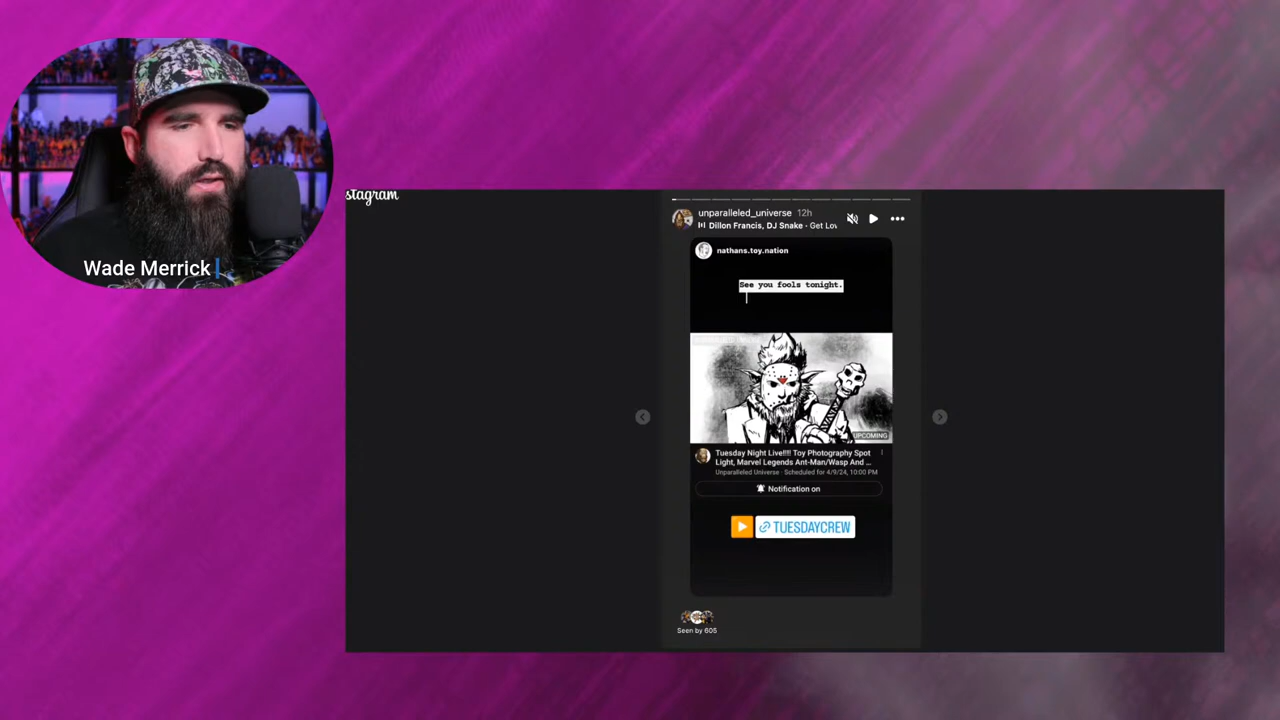 Wade Merrick
stagram
unparalleled_universe 12h
Dillon Francis, DJ Snake · Get Lov
nathans.toy.nation
See you fools tonight.
UPCOMING
Tuesday Night Live!!!! Toy Photography Spot
Light, Marvel Legends Ant-Man/Wasp And ...
Unparalleled Universe · Scheduled for 4/9/24, 10:00 PM
Notification on
TUESDAYCREW
Seen by 605